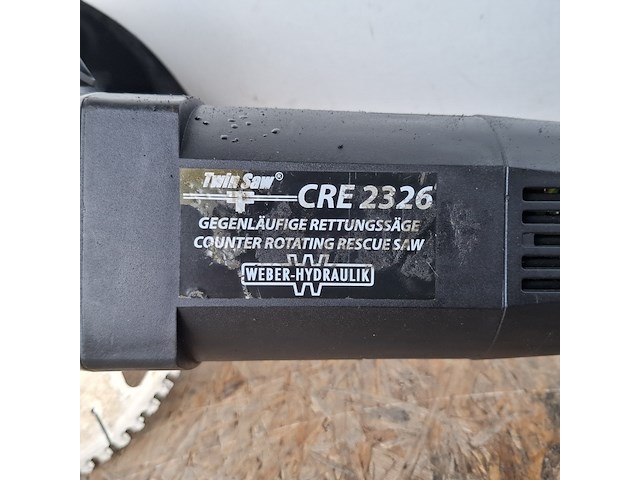 Twin Saw®
CRE 2326
GEGENLÄUFIGE RETTUNGSSÄGE
COUNTER ROTATING RESCUE SAW
WEBER-HYDRAULIK